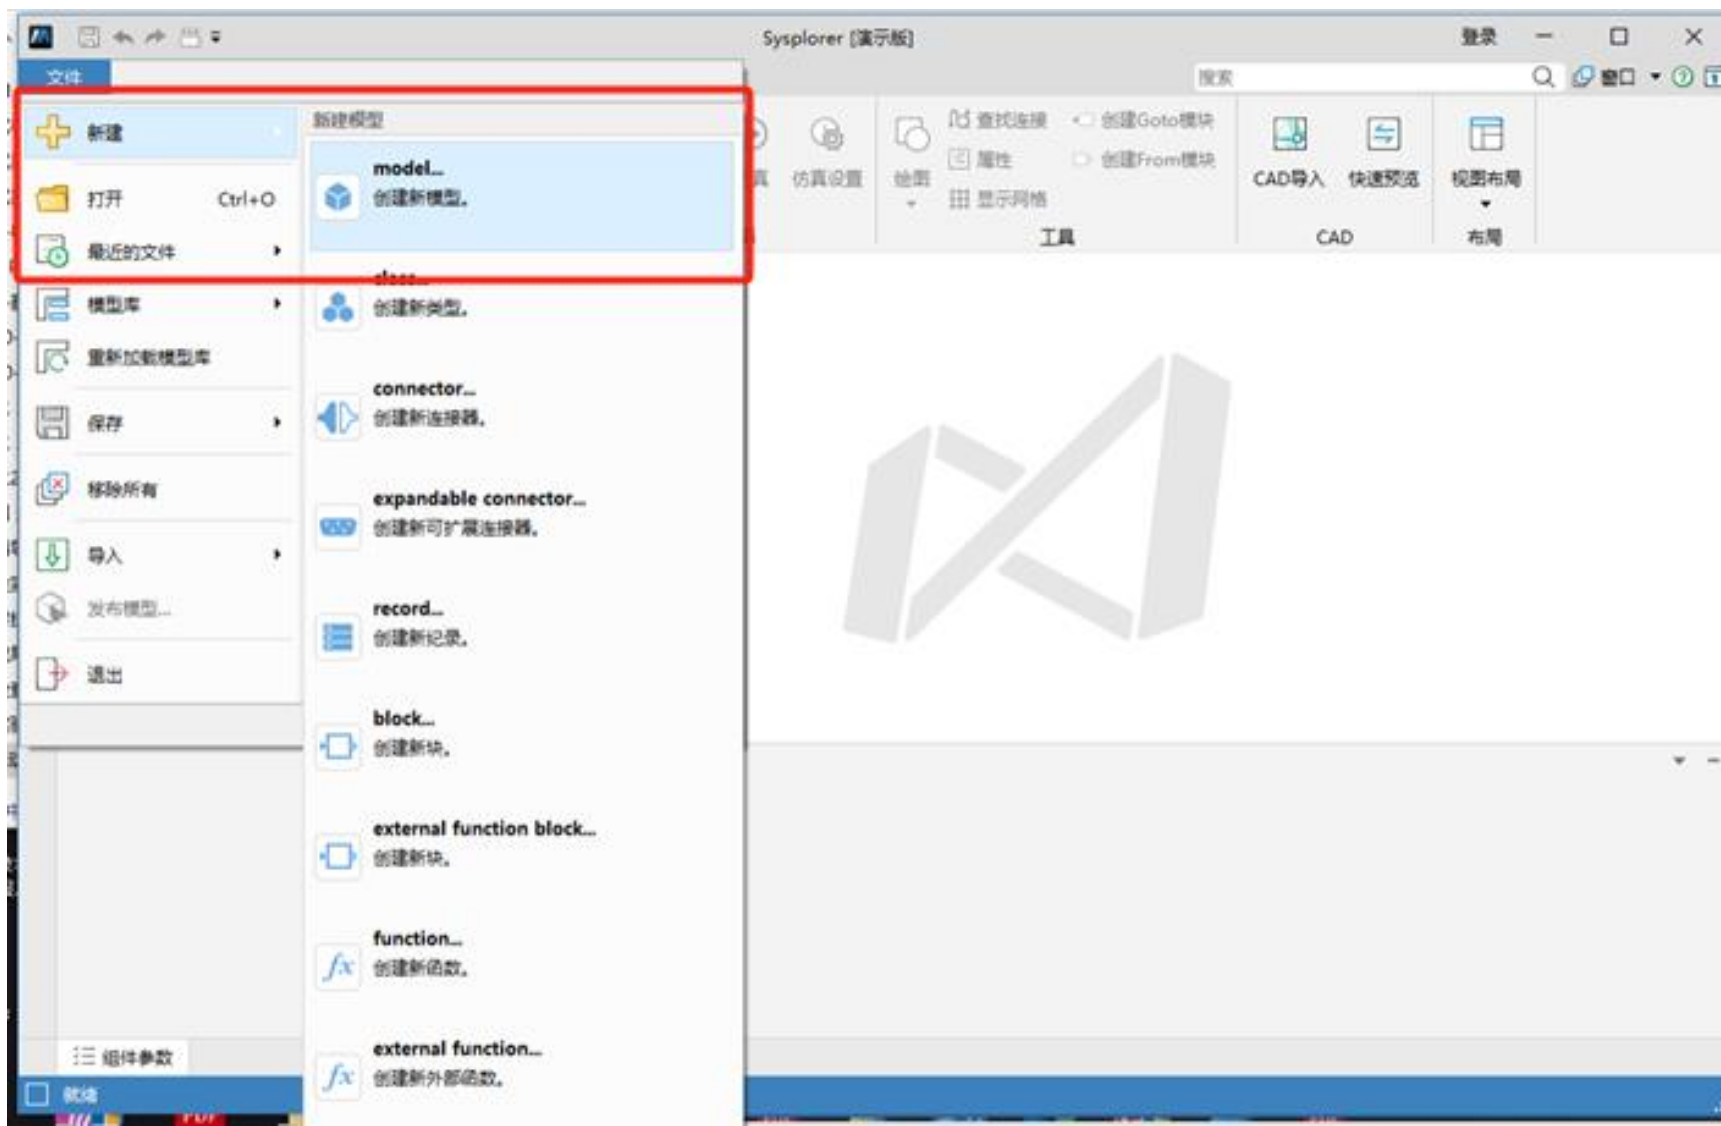 Sysplorer [演示版]
登录
文件
搜索
窗口
新建
打开 Ctrl+O
最近的文件
模型库
重新加载模型库
保存
移除所有
导入
发布模型...
退出
新建模型
model...
创建新模型。
class...
创建新类型。
connector...
创建新连接器。
expandable connector...
创建新可扩展连接器。
record...
创建新纪录。
block...
创建新块。
external function block...
创建新块。
function...
创建新函数。
external function...
创建新外部函数。
真
仿真设置
绘图
查找连接
属性
显示网格
创建Goto模块
创建From模块
工具
CAD导入
快速预览
CAD
视图布局
布局
组件参数
就绪
PDF